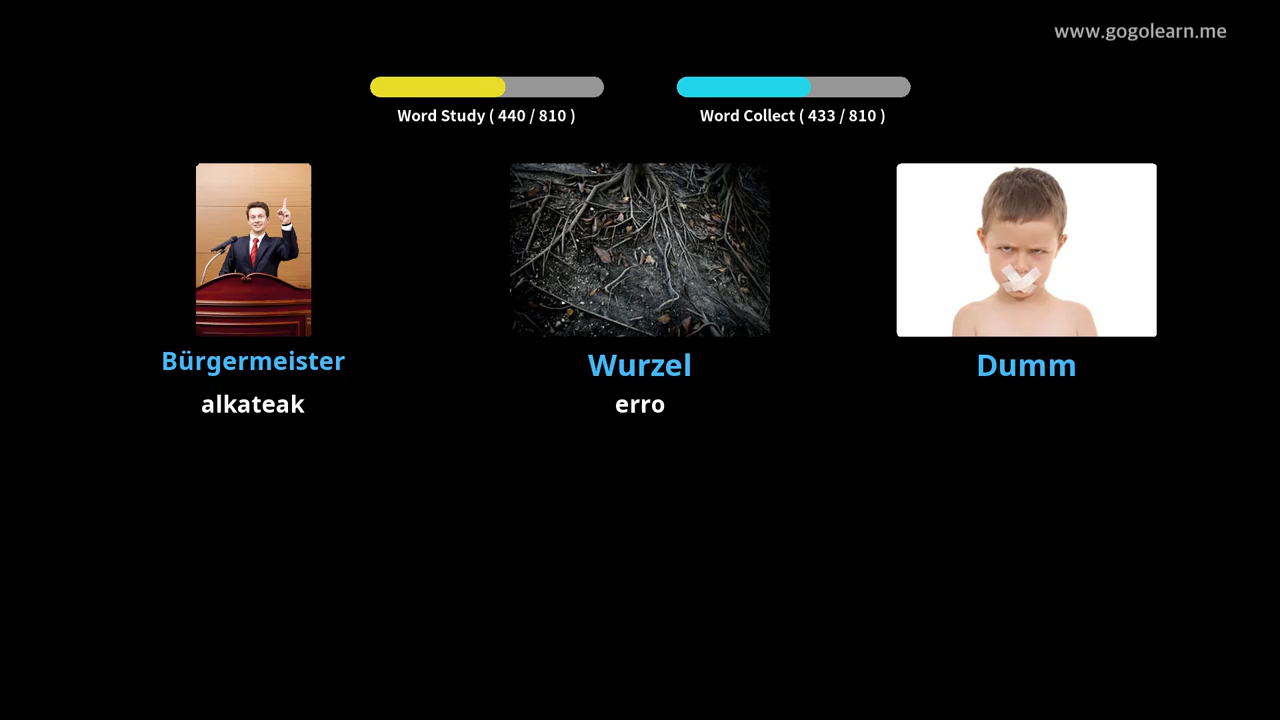 www.gogolearn.me
Word Study ( 440 / 810 )
Word Collect ( 433 / 810 )
Bürgermeister
Wurzel
Dumm
alkateak
erro